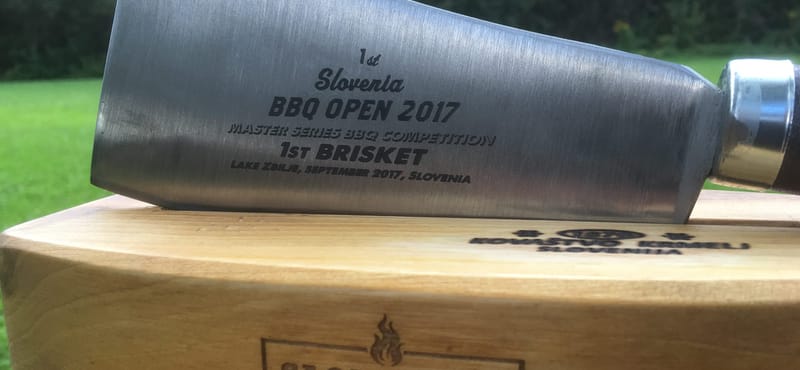 1st
Slovenia
BBQ OPEN 2017
MASTER SERIES BBQ COMPETITION
1ST BRISKET
LAKE ZBILJE, SEPTEMBER 2017, SLOVENIA
KOVAŠTVO KRMELJ
SLOVENIJA